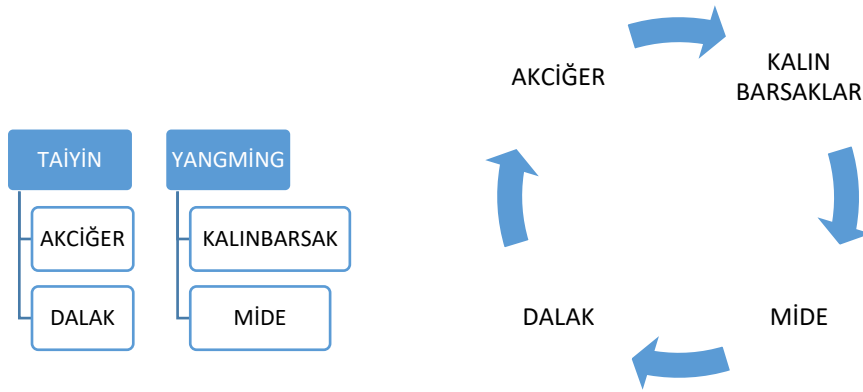 TAİYİN
AKCİĞER
DALAK
YANGMİNG
KALINBARSAK
MİDE
AKCİĞER
KALIN
BARSAKLAR
MİDE
DALAK